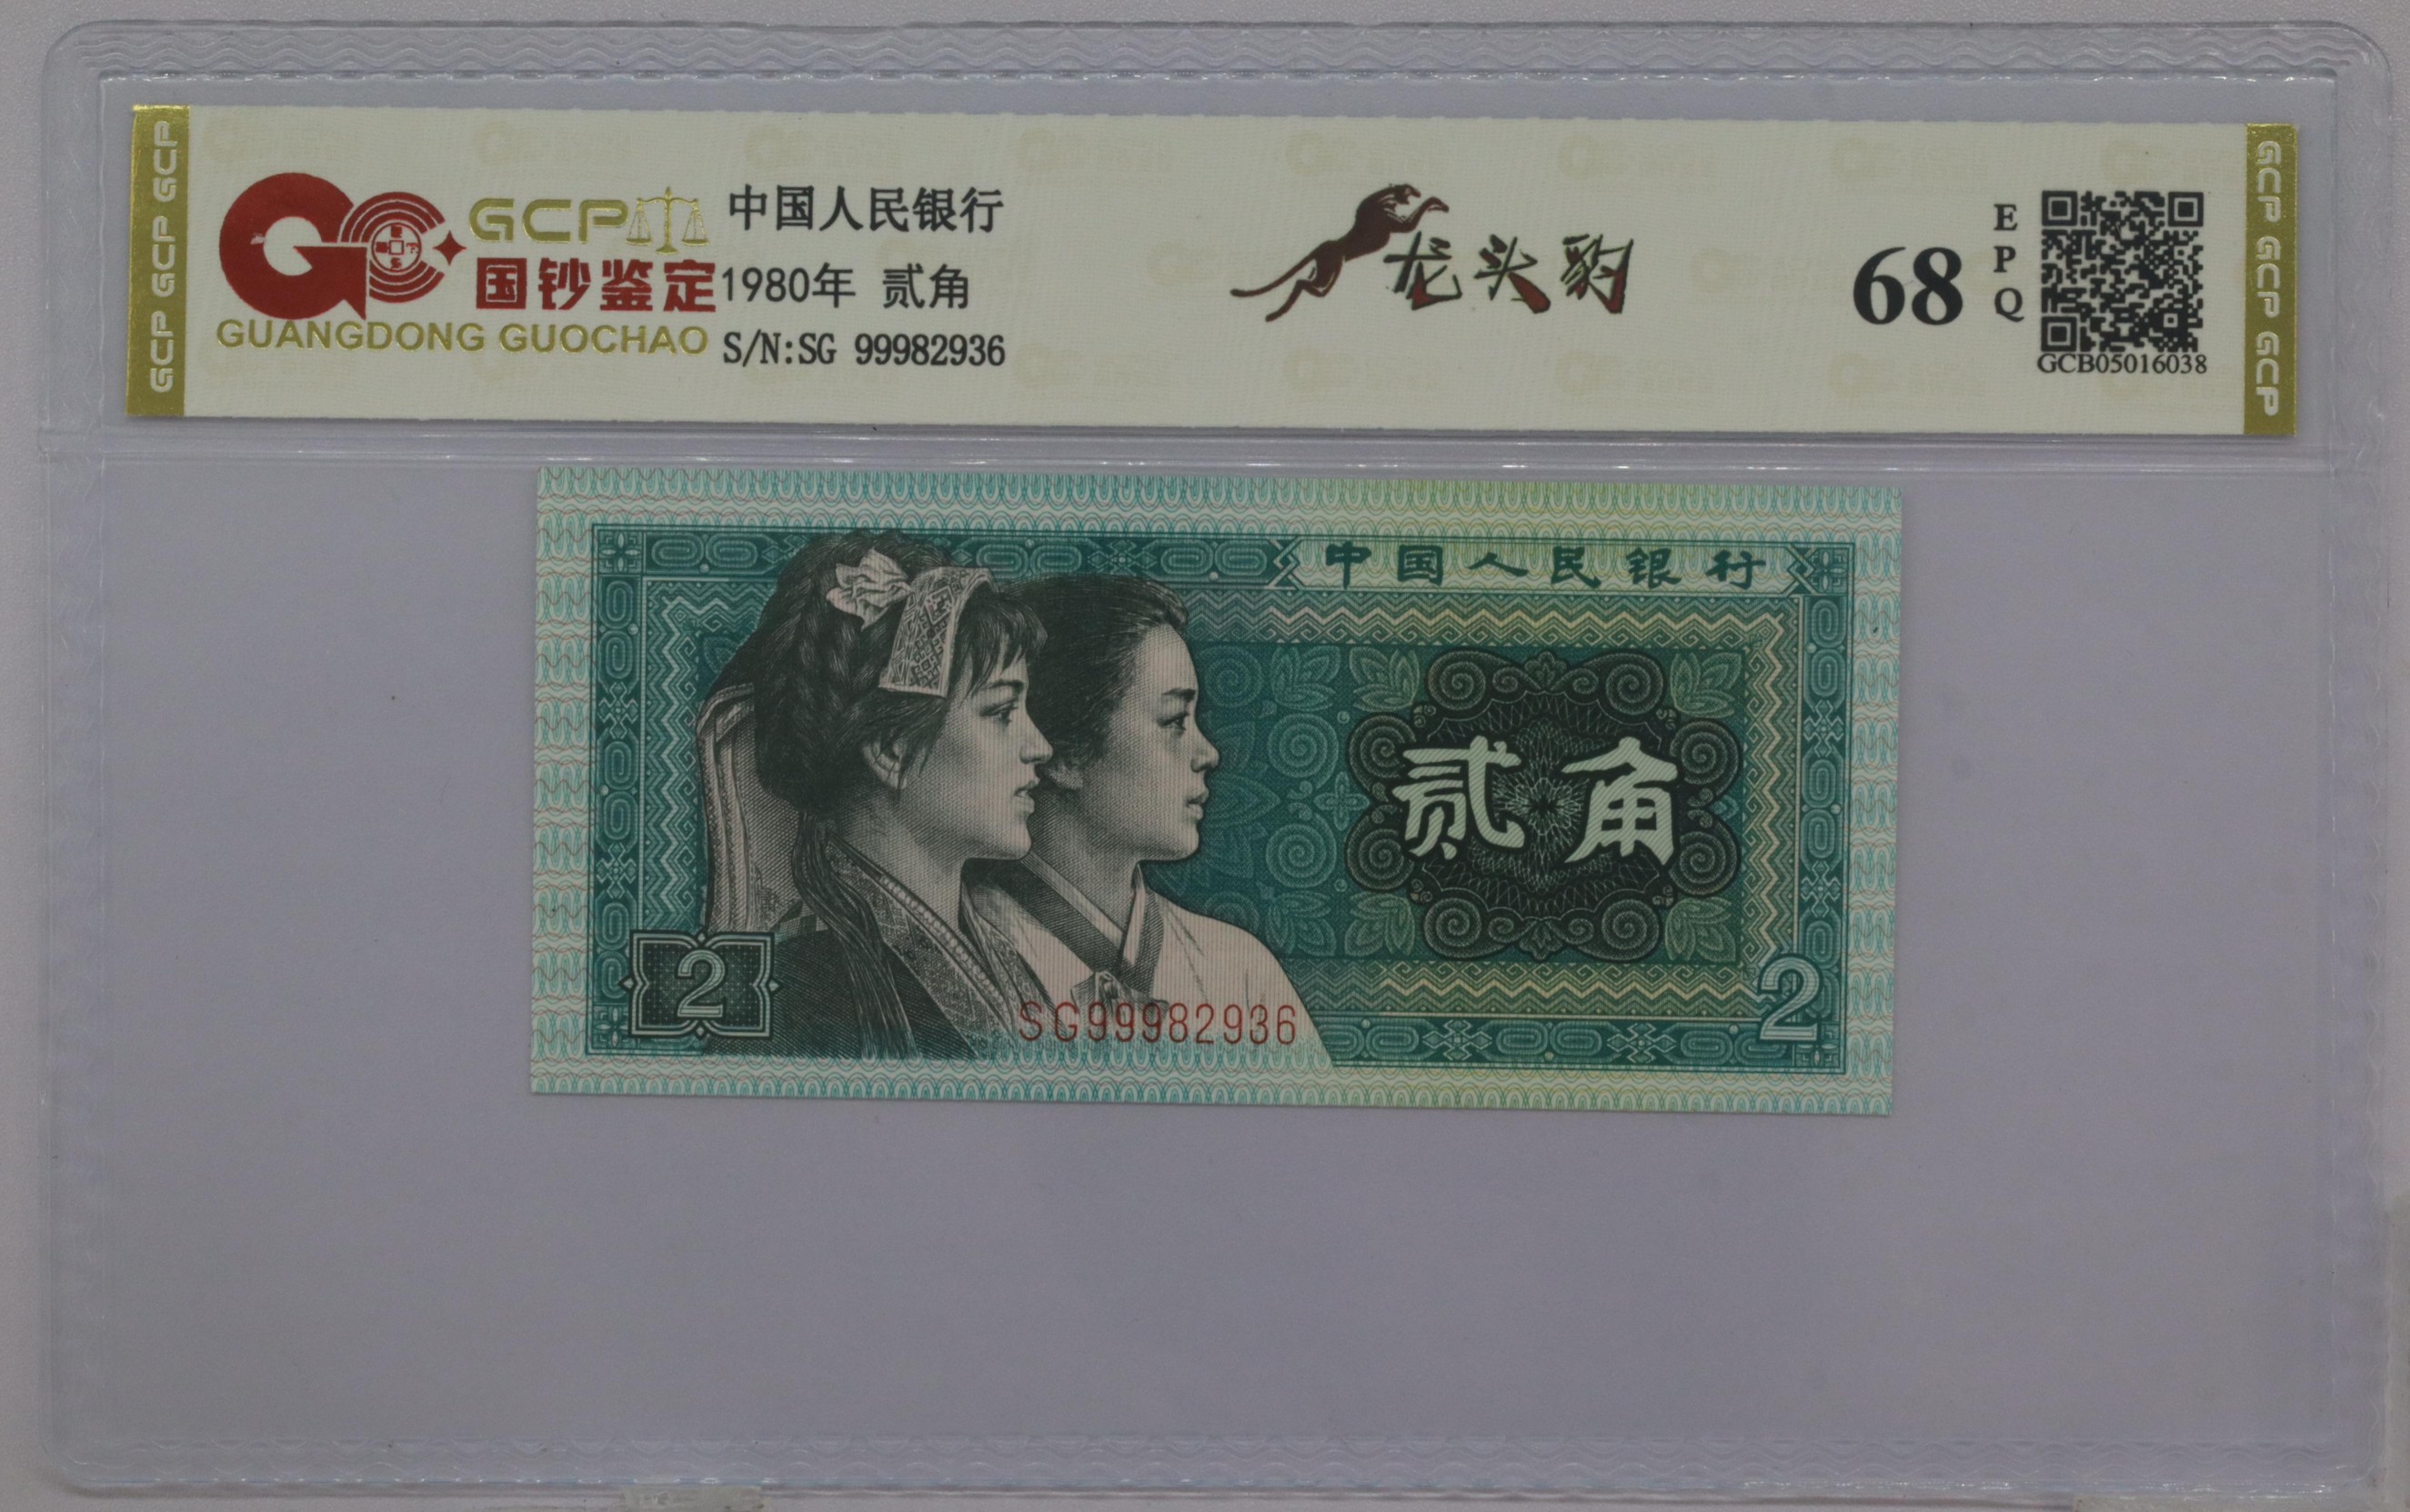 GCP GCP GCP
GCP
国钞鉴定
GUANGDONG GUOCHAO
中国人民银行
1980年 贰角
S/N:SG 99982936
龙头豹
68
EPQ
GCB05016038
GCP GCP GCP
中国人民银行
贰角
2
SG99982936
2